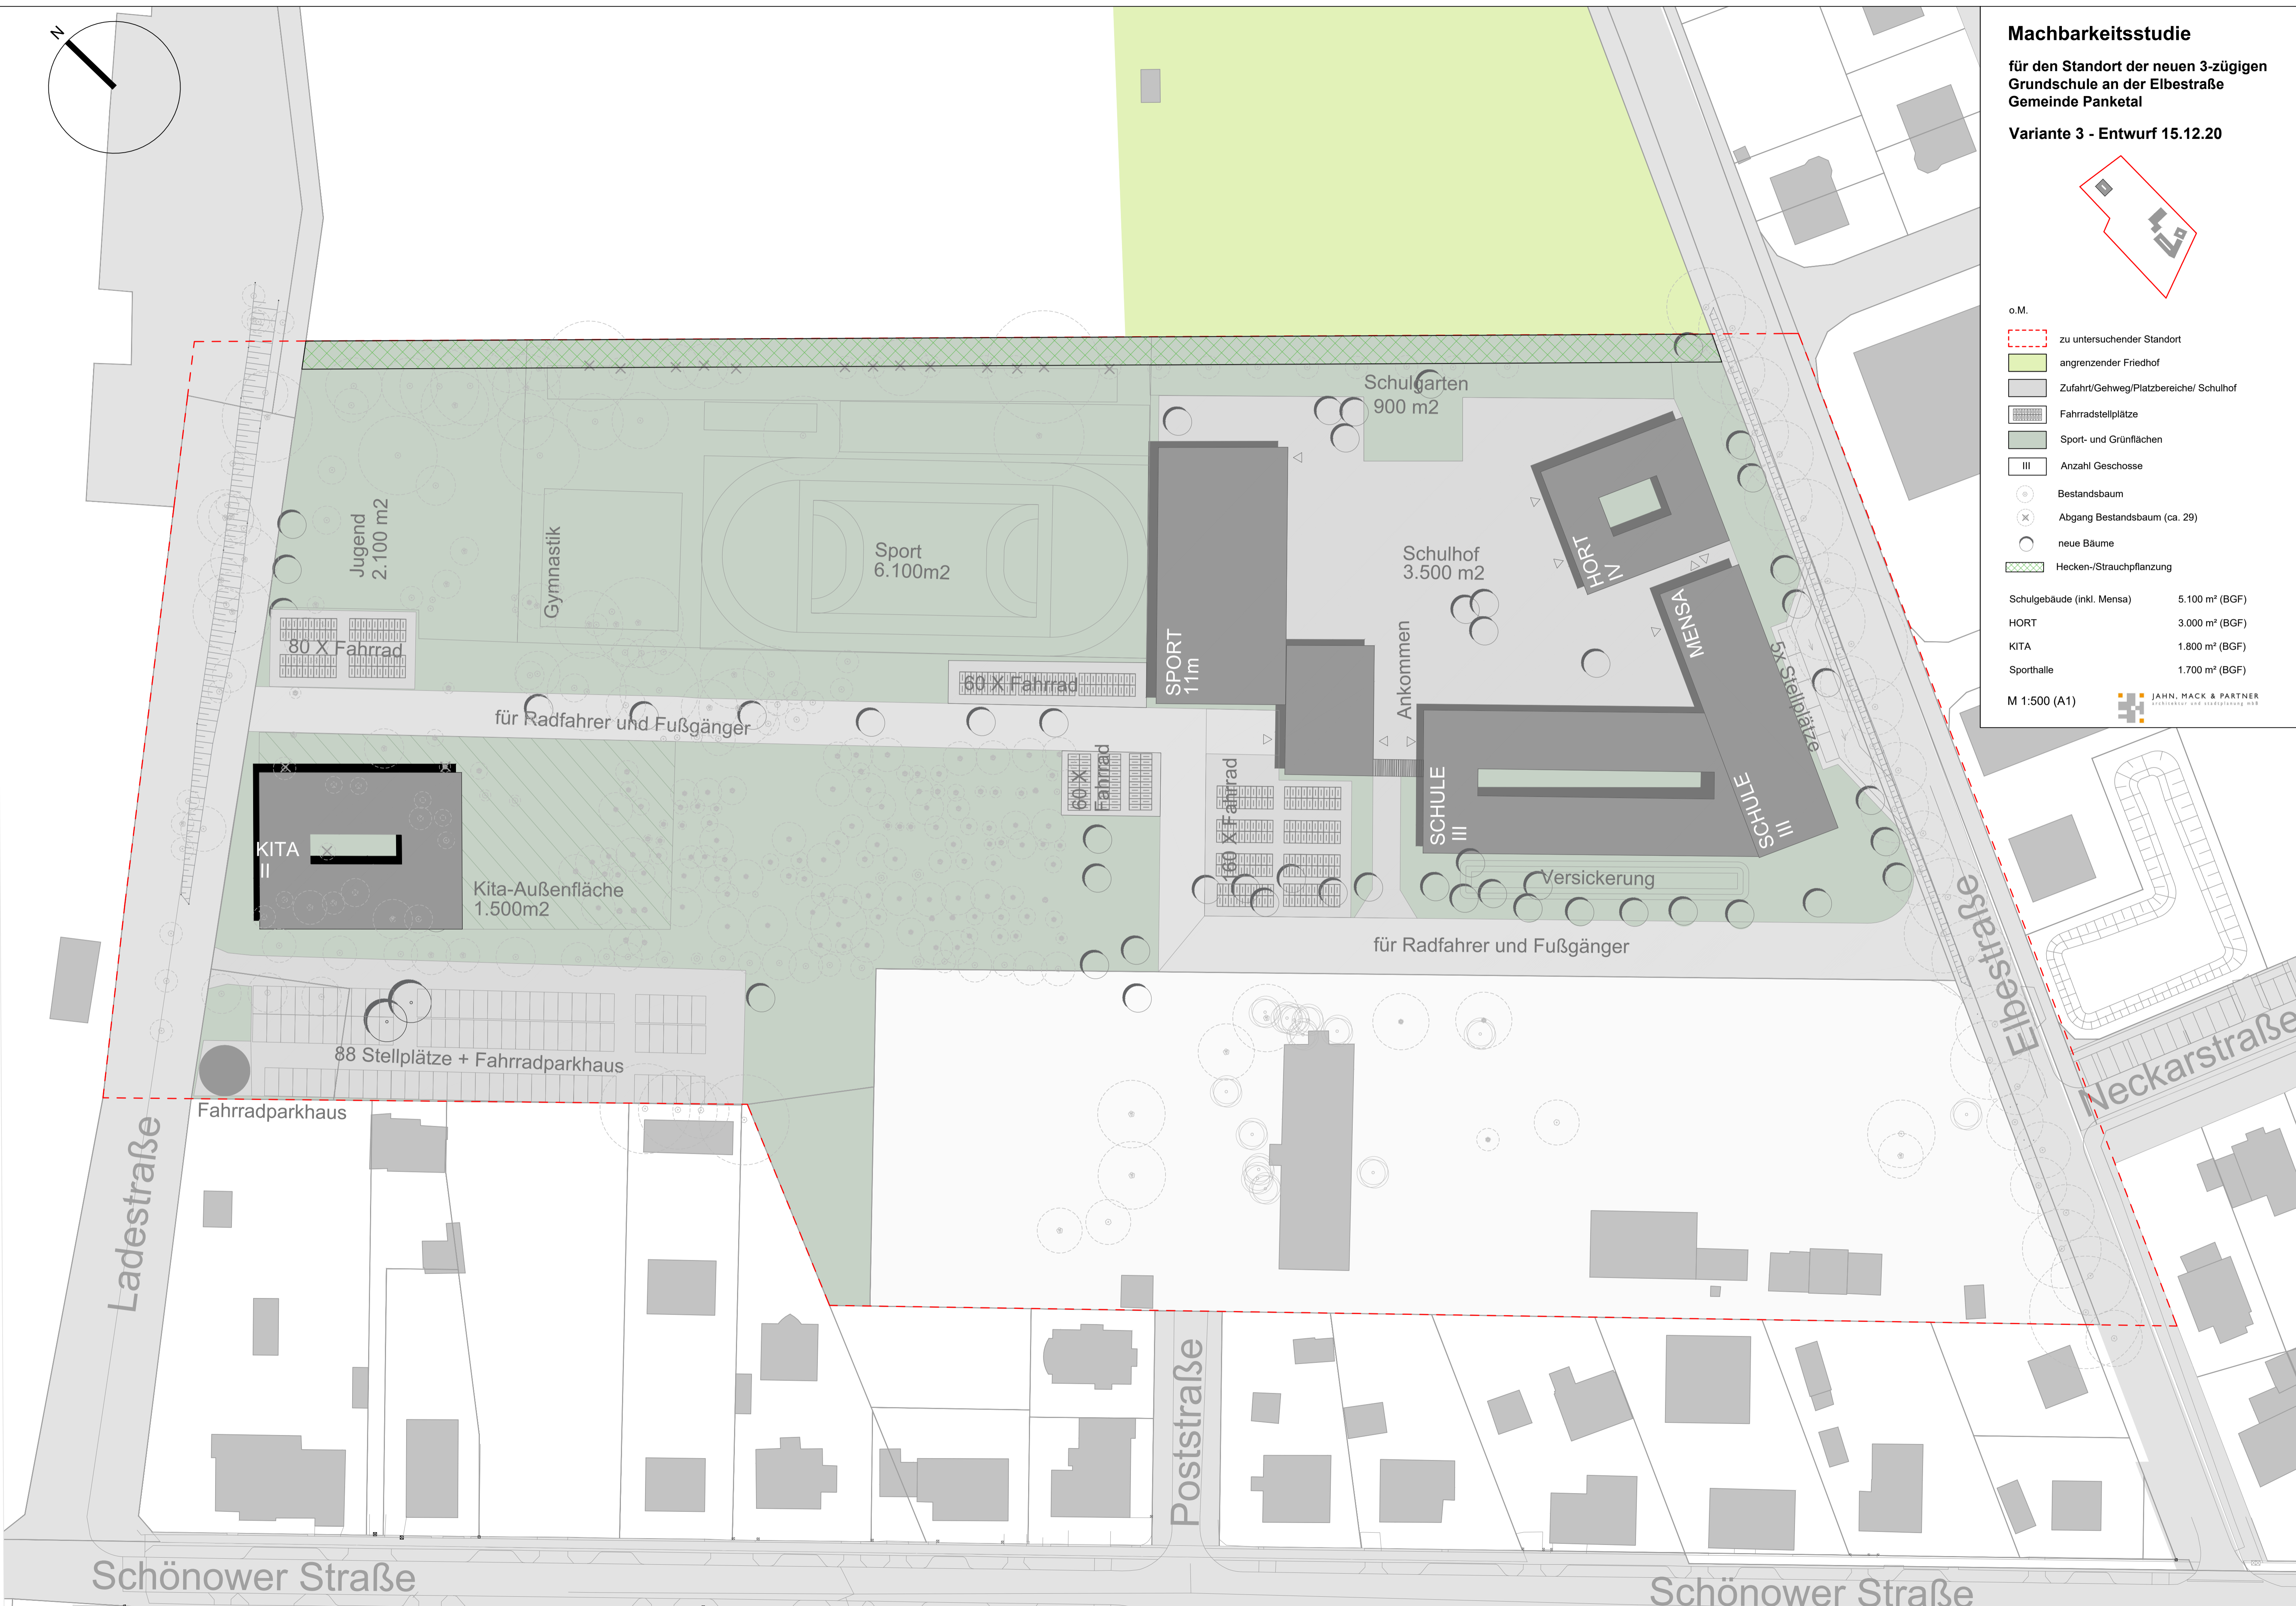 N
Machbarkeitsstudie
für den Standort der neuen 3-zügigen
Grundschule an der Elbestraße
Gemeinde Panketal
Variante 3 - Entwurf 15.12.20
o.M.
zu untersuchender Standort
angrenzender Friedhof
Zufahrt/Gehweg/Platzbereiche/ Schulhof
Fahrradstellplätze
Sport- und Grünflächen
III Anzahl Geschosse
Bestandsbaum
Abgang Bestandsbaum (ca. 29)
neue Bäume
Hecken-/Strauchpflanzung
Schulgebäude (inkl. Mensa) 5.100 m² (BGF)
HORT 3.000 m² (BGF)
KITA 1.800 m² (BGF)
Sporthalle 1.700 m² (BGF)
M 1:500 (A1)
JAHN, MACK & PARTNER
architektur und stadtplanung mbB
Schulgarten
900 m2
Jugend
2.100 m2
Gymnastik
Sport
6.100m2
Schulhof
3.500 m2
HORT
IV
MENSA
SPORT
11m
Ankommen
80 X Fahrrad
60 X Fahrrad
5x Stellplätze
für Radfahrer und Fußgänger
60 X
Fahrrad
160 X Fahrrad
SCHULE
III
SCHULE
III
KITA
II
Kita-Außenfläche
1.500m2
Versickerung
für Radfahrer und Fußgänger
88 Stellplätze + Fahrradparkhaus
Fahrradparkhaus
Elbestraße
Neckarstraße
Ladestraße
Poststraße
Schönower Straße
Schönower Straße